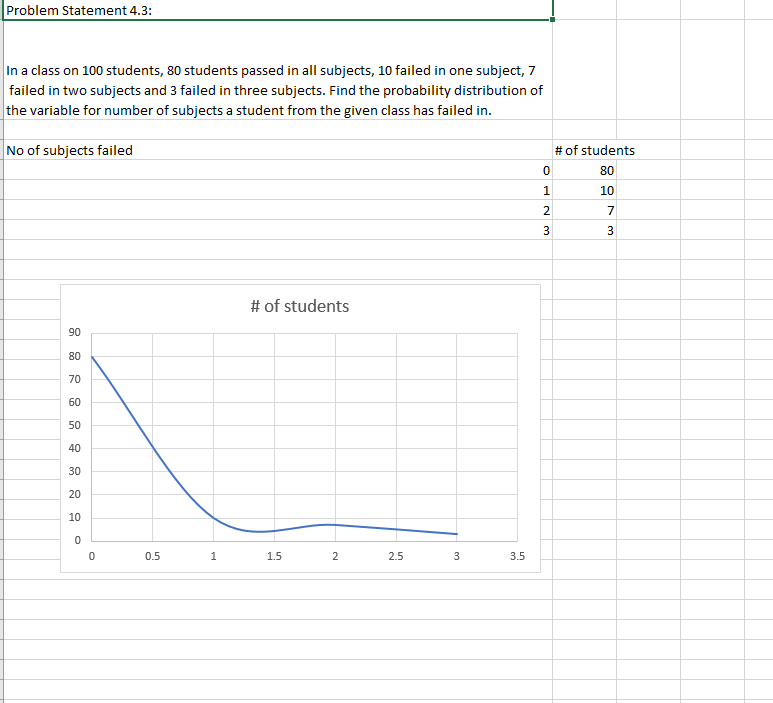 Problem Statement 4.3:
In a class on 100 students, 80 students passed in all subjects, 10 failed in one subject, 7
failed in two subjects and 3 failed in three subjects. Find the probability distribution of
the variable for number of subjects a student from the given class has failed in.
No of subjects failed # of students
0 80
1 10
2 7
3 3
# of students
90
80
70
60
50
40
30
20
10
0
0 0.5 1 1.5 2 2.5 3 3.5